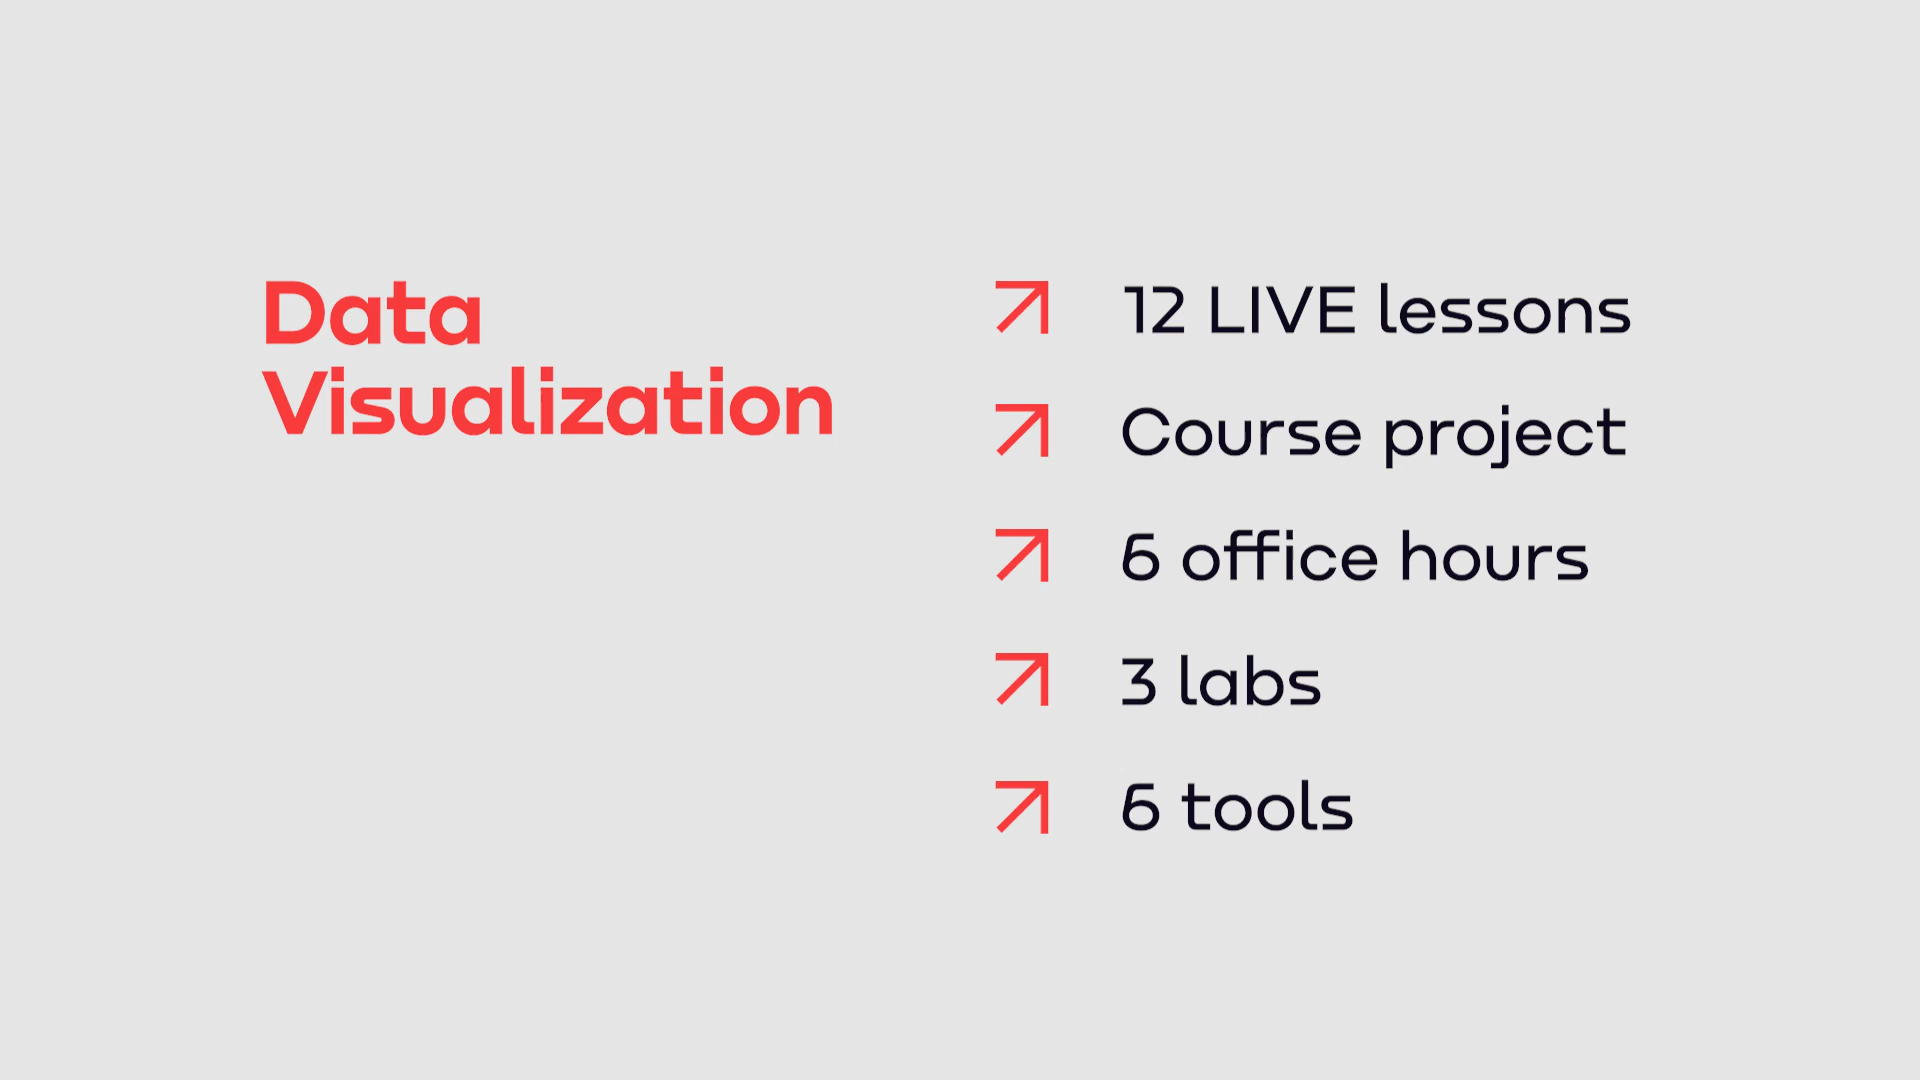 Data
Visualization
12 LIVE lessons
Course project
6 office hours
3 labs
6 tools